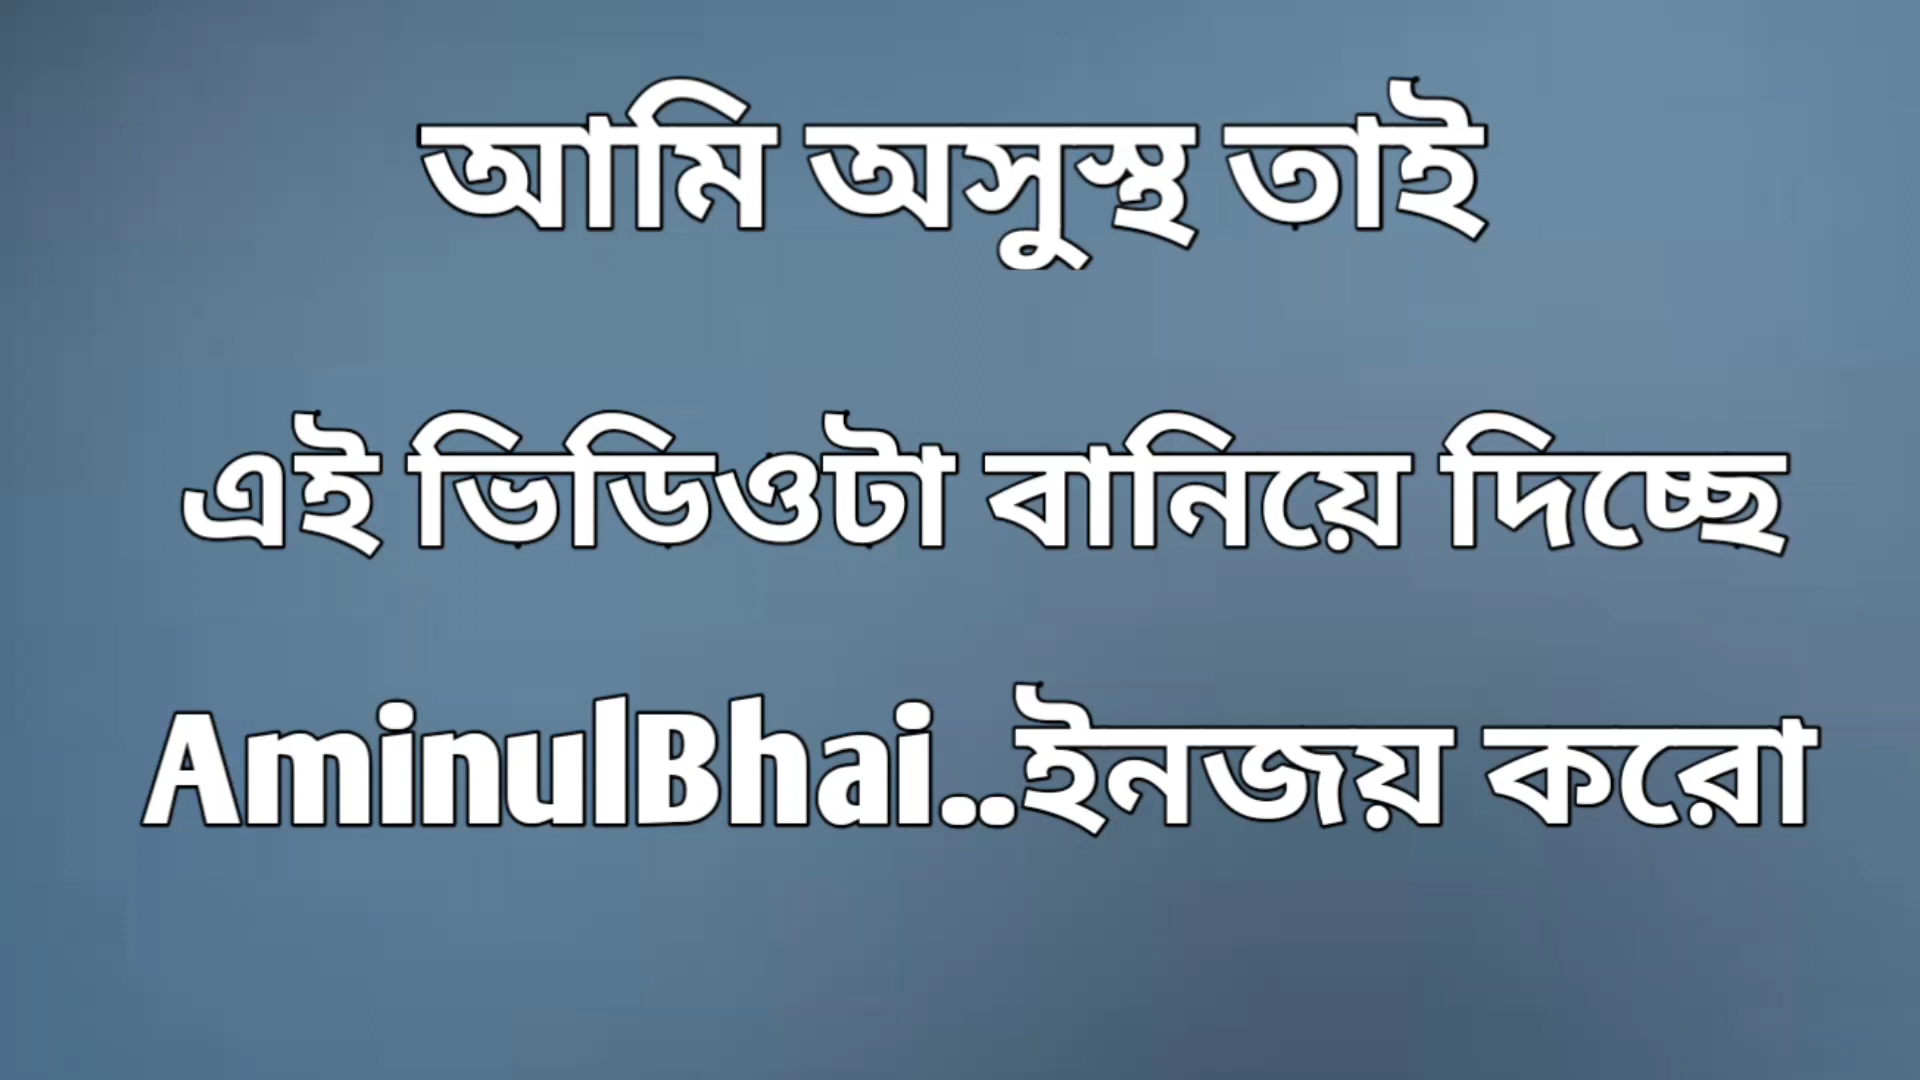 আমি অসুস্থ তাই
এই ভিডিওটা বানিয়ে দিচ্ছে
AminulBhai..ইনজয় করো